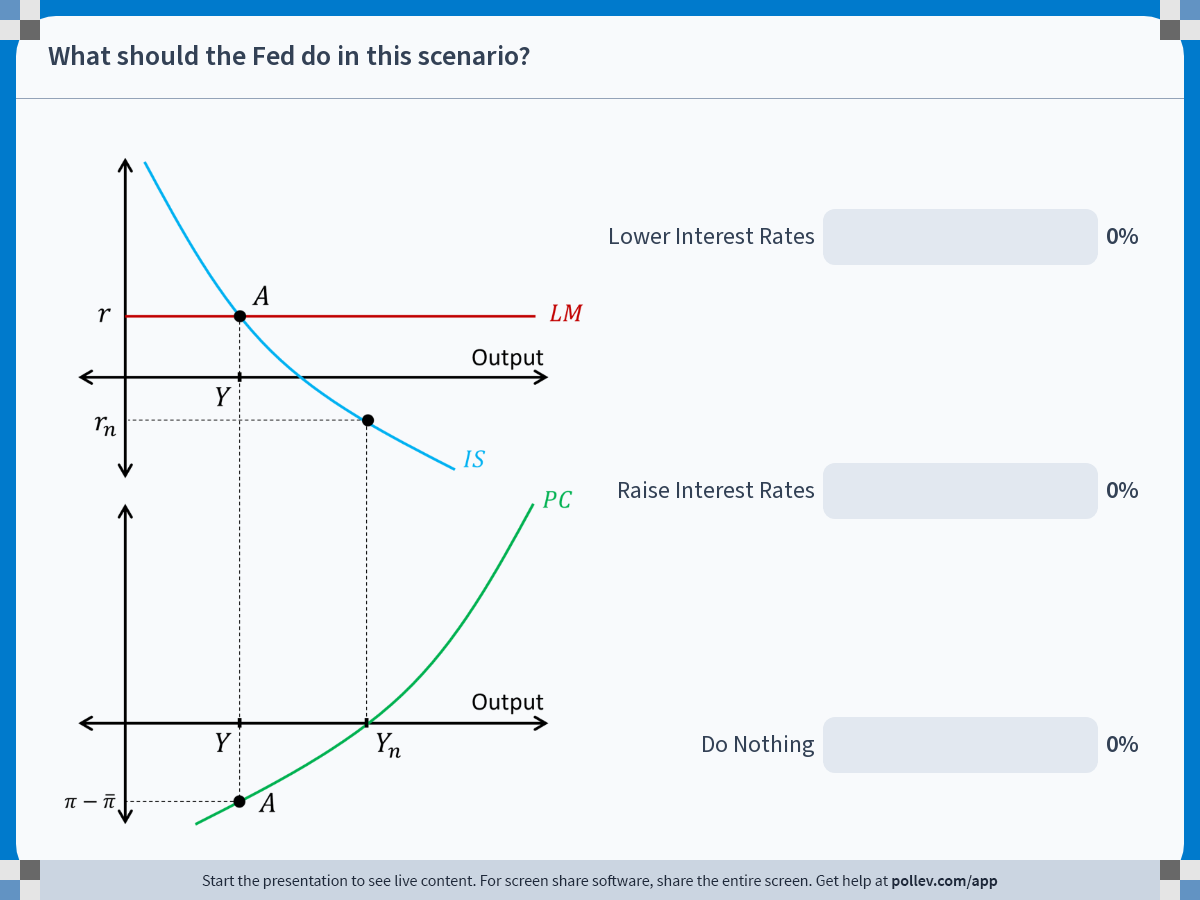 What should the Fed do in this scenario?
A
r
LM
Output
Y
rₙ
IS
PC
Output
Y
Yₙ
π − π̅
A
Lower Interest Rates 0%
Raise Interest Rates 0%
Do Nothing 0%
Start the presentation to see live content. For screen share software, share the entire screen. Get help at pollev.com/app